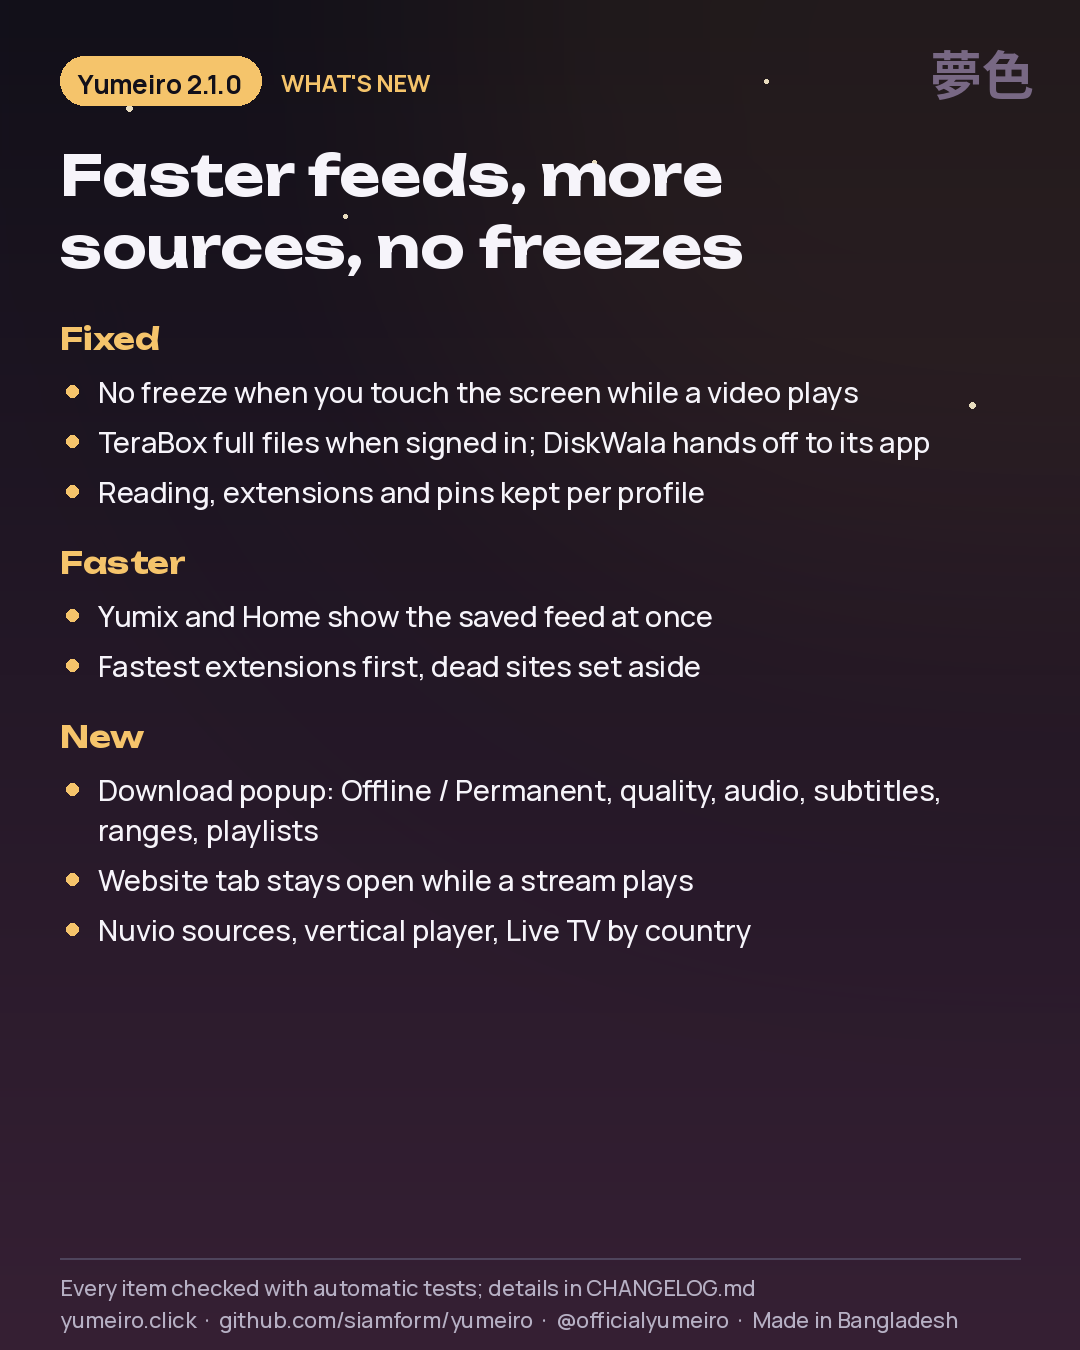 Yumeiro 2.1.0 WHAT'S NEW 夢色
Faster feeds, more
sources, no freezes
Fixed
No freeze when you touch the screen while a video plays
TeraBox full files when signed in; DiskWala hands off to its app
Reading, extensions and pins kept per profile
Faster
Yumix and Home show the saved feed at once
Fastest extensions first, dead sites set aside
New
Download popup: Offline / Permanent, quality, audio, subtitles,
ranges, playlists
Website tab stays open while a stream plays
Nuvio sources, vertical player, Live TV by country
Every item checked with automatic tests; details in CHANGELOG.md
yumeiro.click · github.com/siamform/yumeiro · @officialyumeiro · Made in Bangladesh